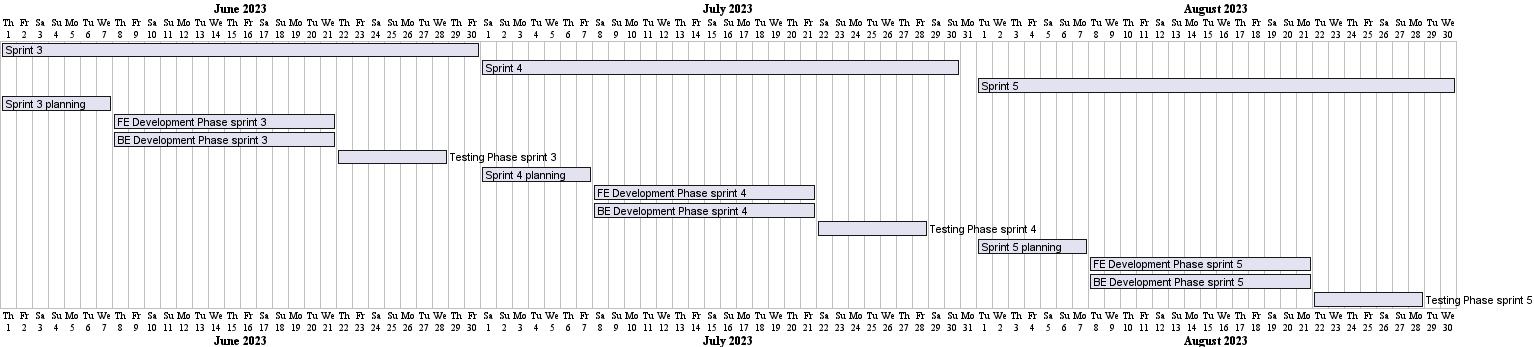 June 2023 July 2023 August 2023
Th Fr Sa Su Mo Tu We Th Fr Sa Su Mo Tu We Th Fr Sa Su Mo Tu We Th Fr Sa Su Mo Tu We Th Fr Sa Su Mo Tu We Th Fr Sa Su Mo Tu We Th Fr Sa Su Mo Tu We Th Fr Sa Su Mo Tu We Th Fr Sa Su Mo Tu We Th Fr Sa Su Mo Tu We Th Fr Sa Su Mo Tu We Th Fr Sa Su Mo Tu We Th Fr Sa Su Mo Tu We
1 2 3 4 5 6 7 8 9 10 11 12 13 14 15 16 17 18 19 20 21 22 23 24 25 26 27 28 29 30 1 2 3 4 5 6 7 8 9 10 11 12 13 14 15 16 17 18 19 20 21 22 23 24 25 26 27 28 29 30 31 1 2 3 4 5 6 7 8 9 10 11 12 13 14 15 16 17 18 19 20 21 22 23 24 25 26 27 28 29 30
Sprint 3
Sprint 4
Sprint 5
Sprint 3 planning
FE Development Phase sprint 3
BE Development Phase sprint 3
Testing Phase sprint 3
Sprint 4 planning
FE Development Phase sprint 4
BE Development Phase sprint 4
Testing Phase sprint 4
Sprint 5 planning
FE Development Phase sprint 5
BE Development Phase sprint 5
Testing Phase sprint 5
Th Fr Sa Su Mo Tu We Th Fr Sa Su Mo Tu We Th Fr Sa Su Mo Tu We Th Fr Sa Su Mo Tu We Th Fr Sa Su Mo Tu We Th Fr Sa Su Mo Tu We Th Fr Sa Su Mo Tu We Th Fr Sa Su Mo Tu We Th Fr Sa Su Mo Tu We Th Fr Sa Su Mo Tu We Th Fr Sa Su Mo Tu We Th Fr Sa Su Mo Tu We Th Fr Sa Su Mo Tu We
1 2 3 4 5 6 7 8 9 10 11 12 13 14 15 16 17 18 19 20 21 22 23 24 25 26 27 28 29 30 1 2 3 4 5 6 7 8 9 10 11 12 13 14 15 16 17 18 19 20 21 22 23 24 25 26 27 28 29 30 31 1 2 3 4 5 6 7 8 9 10 11 12 13 14 15 16 17 18 19 20 21 22 23 24 25 26 27 28 29 30
June 2023 July 2023 August 2023